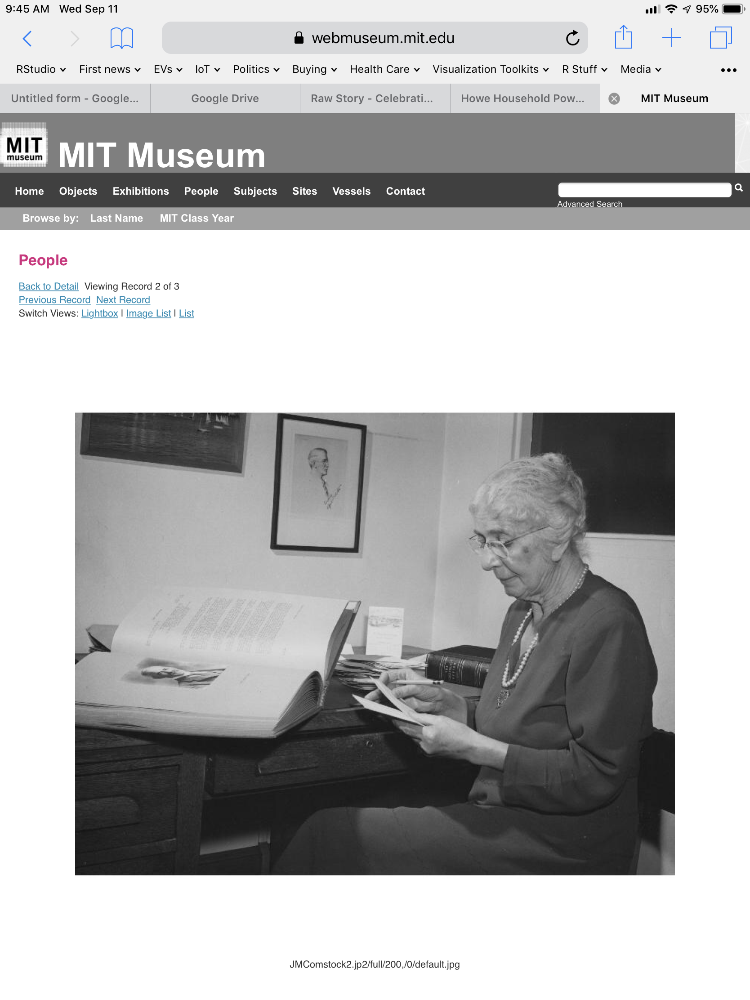 9:45 AM Wed Sep 11
95%
webmuseum.mit.edu
RStudio First news EVs IoT Politics Buying Health Care Visualization Toolkits R Stuff Media
Untitled form - Google... Google Drive Raw Story - Celebrati... Howe Household Pow... MIT Museum
MIT
museum
MIT Museum
Home Objects Exhibitions People Subjects Sites Vessels Contact
Advanced Search
Browse by: Last Name MIT Class Year
People
Back to Detail Viewing Record 2 of 3
Previous Record Next Record
Switch Views: Lightbox | Image List | List
JMComstock2.jp2/full/200,/0/default.jpg